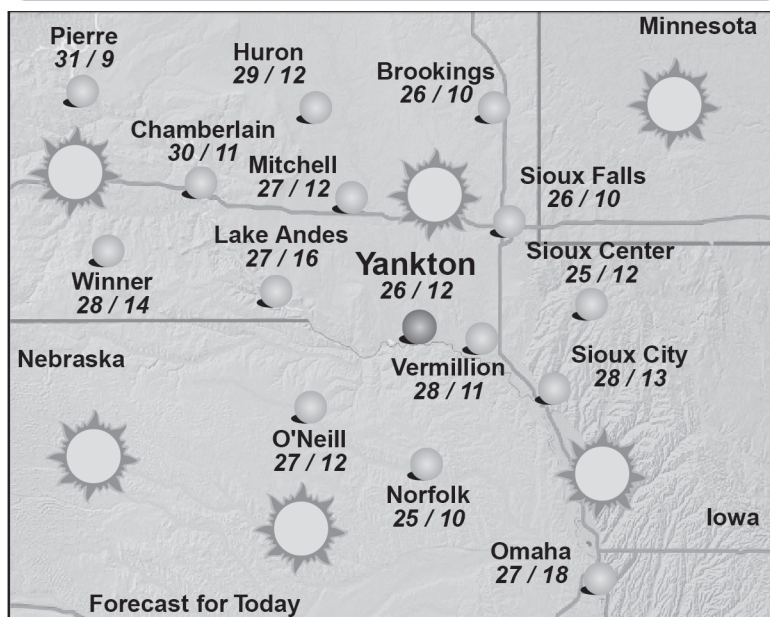 Minnesota
Pierre
31 / 9
Huron
29 / 12
Brookings
26 / 10
Chamberlain
30 / 11
Mitchell
27 / 12
Sioux Falls
26 / 10
Lake Andes
27 / 16
Sioux Center
25 / 12
Yankton
26 / 12
Winner
28 / 14
Nebraska
Vermillion
28 / 11
Sioux City
28 / 13
O'Neill
27 / 12
Norfolk
25 / 10
Iowa
Omaha
27 / 18
Forecast for Today